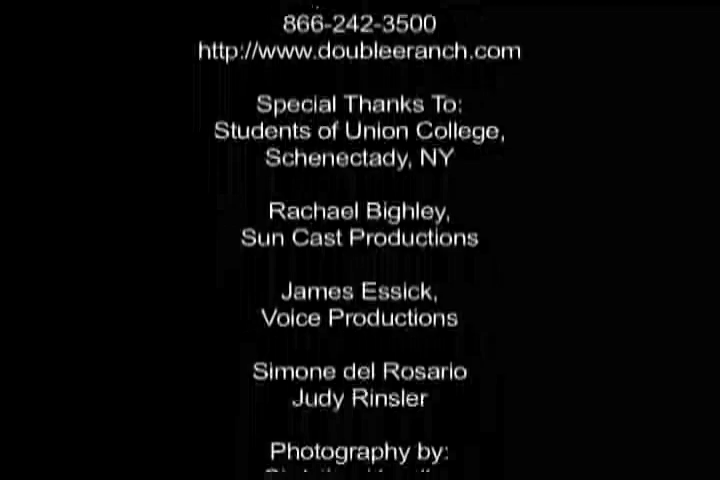 866-242-3500
http://www.doubleeranch.com
Special Thanks To:
Students of Union College,
Schenectady, NY
Rachael Bighley,
Sun Cast Productions
James Essick,
Voice Productions
Simone del Rosario
Judy Rinsler
Photography by: